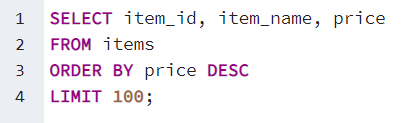 1 SELECT item_id, item_name, price
2 FROM items
3 ORDER BY price DESC
4 LIMIT 100;